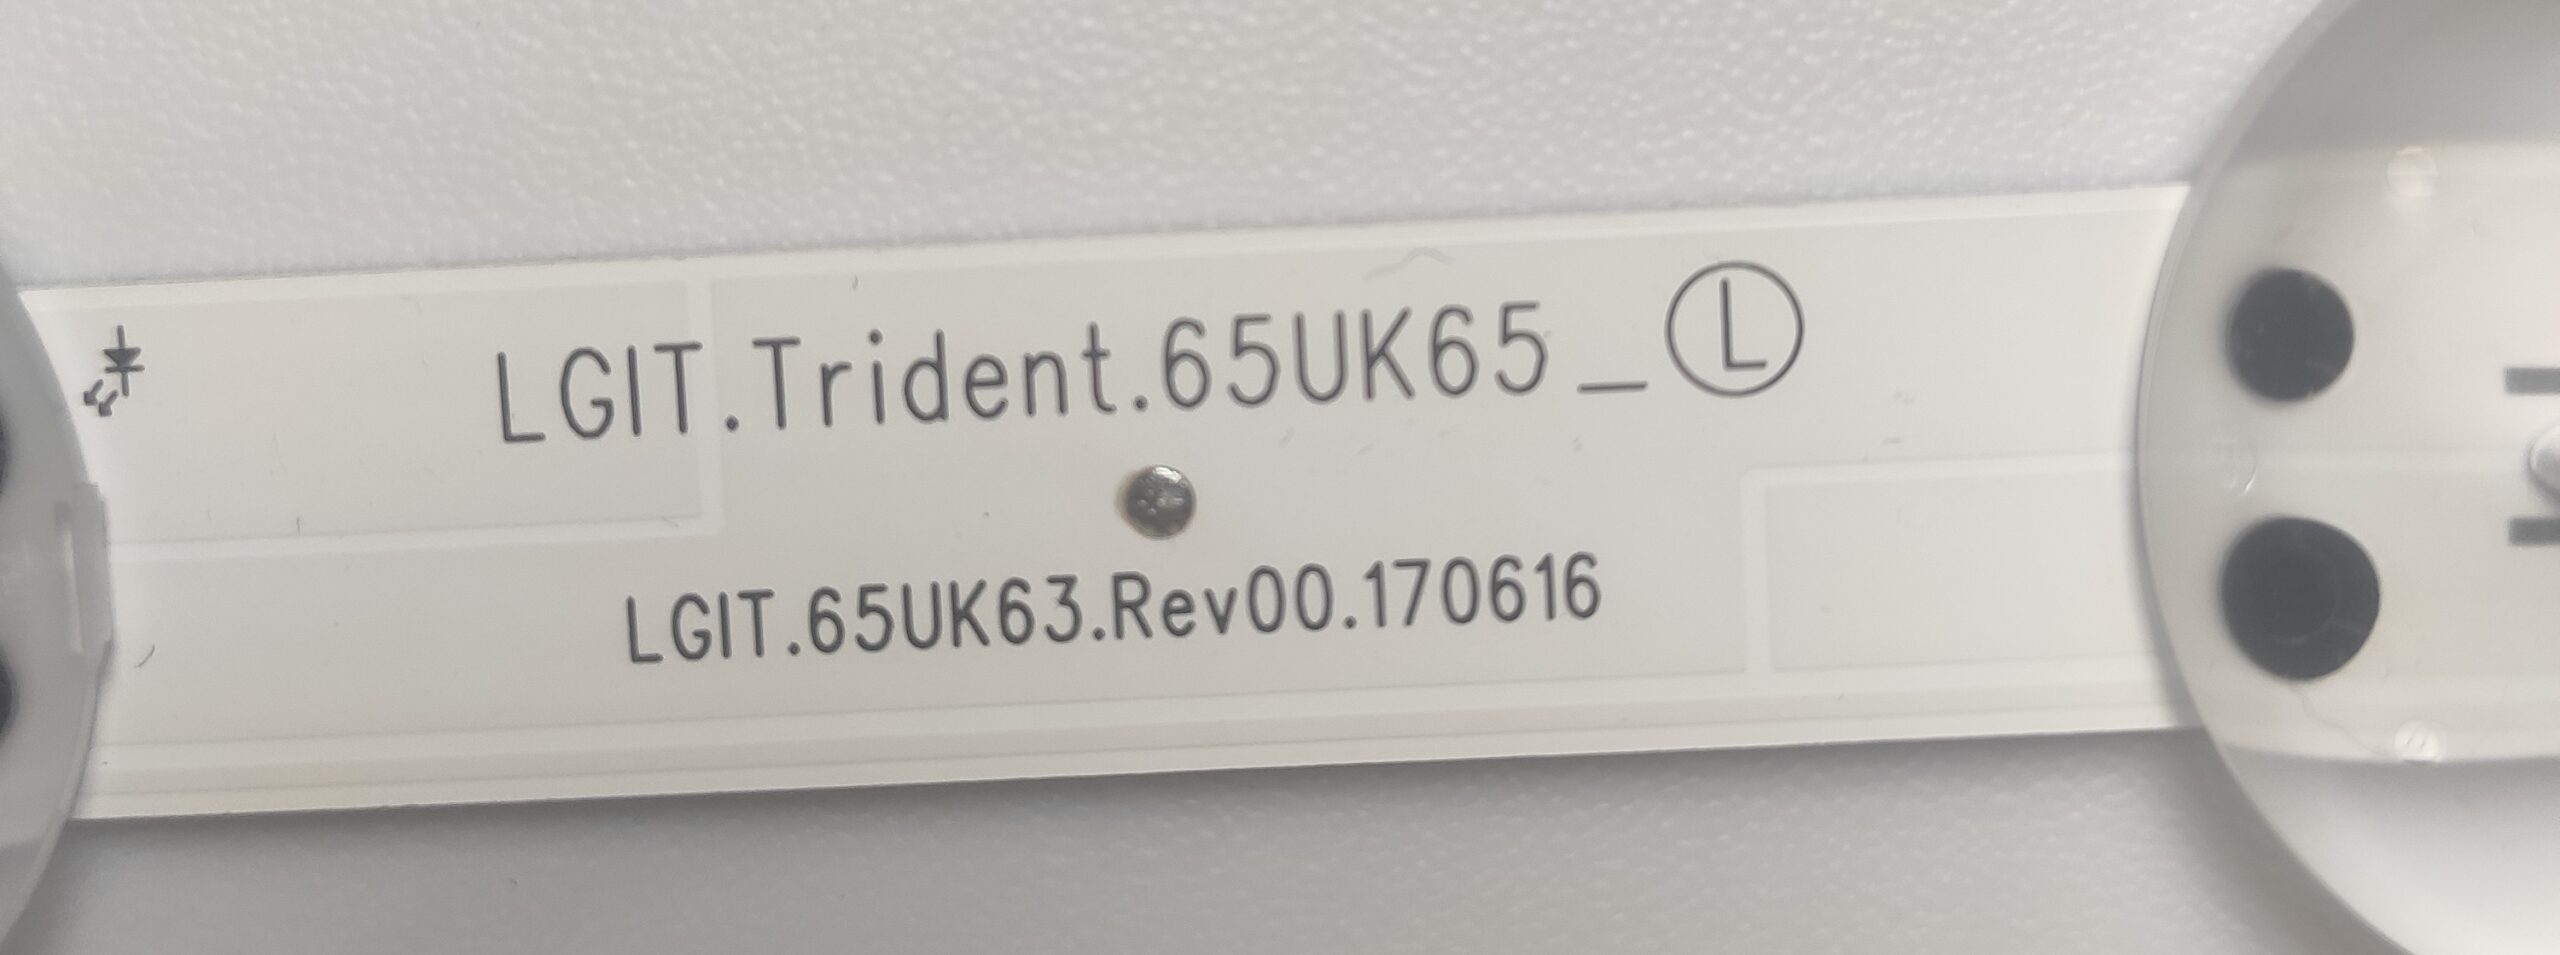 LGIT.Trident.65UK65_Ⓛ
LGIT.65UK63.Rev00.170616